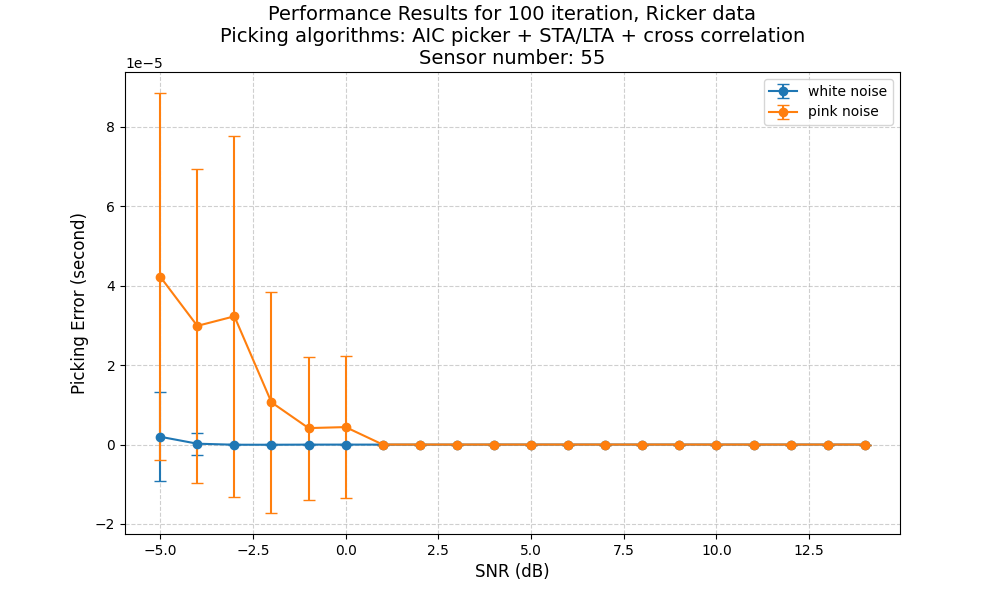 Performance Results for 100 iteration, Ricker data
Picking algorithms: AIC picker + STA/LTA + cross correlation
Sensor number: 55
1e−5
white noise
pink noise
8
6
4
2
0
−2
Picking Error (second)
−5.0 −2.5 0.0 2.5 5.0 7.5 10.0 12.5
SNR (dB)